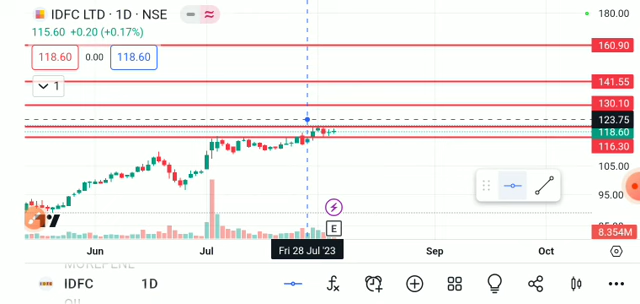 IDFC LTD · 1D · NSE
115.60 +0.20 (+0.17%)
118.60 0.00 118.60
1
180.00
160.90
141.55
130.10
123.75
118.60
116.30
105.00
95.00
8.354M
E
Jun Jul Fri 28 Jul '23 Sep Oct
IDFC 1D